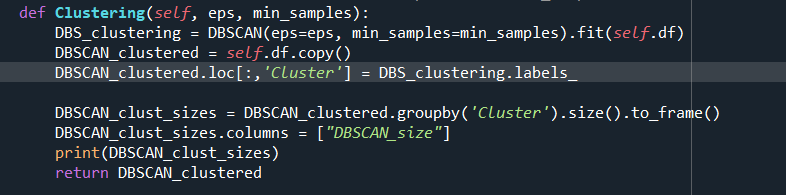 def Clustering(self, eps, min_samples):
    DBS_clustering = DBSCAN(eps=eps, min_samples=min_samples).fit(self.df)
    DBSCAN_clustered = self.df.copy()
    DBSCAN_clustered.loc[:,'Cluster'] = DBS_clustering.labels_
    DBSCAN_clust_sizes = DBSCAN_clustered.groupby('Cluster').size().to_frame()
    DBSCAN_clust_sizes.columns = ["DBSCAN_size"]
    print(DBSCAN_clust_sizes)
    return DBSCAN_clustered